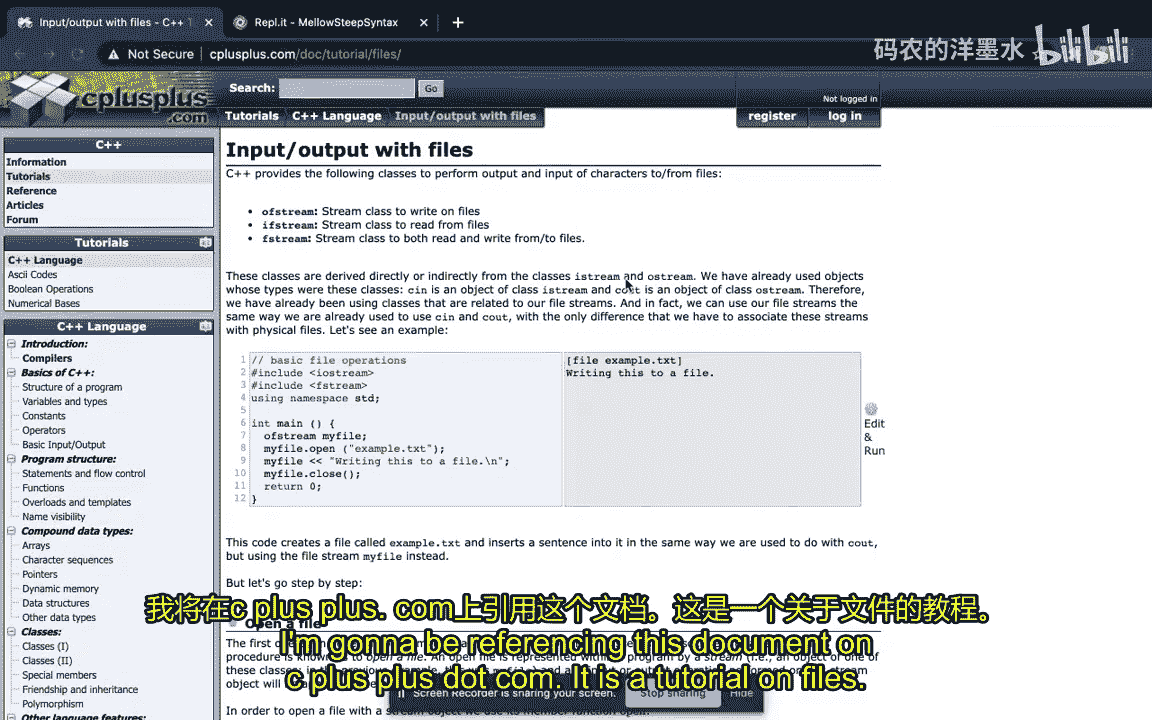 Input/output with files - C++ T
Repl.it - MellowSteepSyntax
Not Secure | cplusplus.com/doc/tutorial/files/
码农的洋墨水 bilibili
cplusplus
.com
Search:
Go
Not logged in
Tutorials C++ Language Input/output with files
register log in
C++
Information
Tutorials
Reference
Articles
Forum
Tutorials
C++ Language
Ascii Codes
Boolean Operations
Numerical Bases
C++ Language
Introduction:
Compilers
Basics of C++:
Structure of a program
Variables and types
Constants
Operators
Basic Input/Output
Program structure:
Statements and flow control
Functions
Overloads and templates
Name visibility
Compound data types:
Arrays
Character sequences
Pointers
Dynamic memory
Data structures
Other data types
Classes:
Classes (I)
Classes (II)
Special members
Friendship and inheritance
Polymorphism
Other language features:
Input/output with files
C++ provides the following classes to perform output and input of characters to/from files:
ofstream: Stream class to write on files
ifstream: Stream class to read from files
fstream: Stream class to both read and write from/to files.
These classes are derived directly or indirectly from the classes istream and ostream. We have already used objects
whose types were these classes: cin is an object of class istream and cout is an object of class ostream. Therefore,
we have already been using classes that are related to our file streams. And in fact, we can use our file streams the
same way we are already used to use cin and cout, with the only difference that we have to associate these streams
with physical files. Let's see an example:
1 // basic file operations
2 #include <iostream>
3 #include <fstream>
4 using namespace std;
5
6 int main () {
7 ofstream myfile;
8 myfile.open ("example.txt");
9 myfile << "Writing this to a file.\n";
10 myfile.close();
11 return 0;
12 }
[file example.txt]
Writing this to a file.
Edit
&
Run
This code creates a file called example.txt and inserts a sentence into it in the same way we are used to do with cout,
but using the file stream myfile instead.
But let's go step by step:
我将在c plus plus. com上引用这个文档。这是一个关于文件的教程。
Open a file
I'm gonna be referencing this document on
c plus plus dot com. It is a tutorial on files.
The first
procedure is known
these classes
stream
object will
Screen Recorder is sharing your screen.
Stop sharing
Hide
In order to open a file with a stream object we use its member function open: